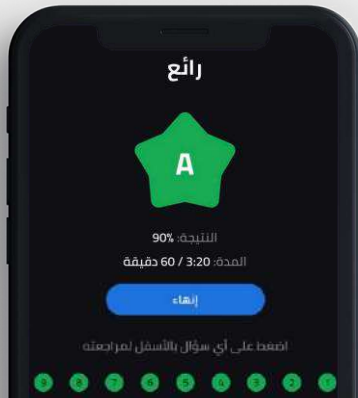 رائع
A
النتيجة: 90%
المدة: 3:20 / 60 دقيقة
إنهاء
اضغط على أي سؤال بالأسفل لمراجعته
1 2 3 4 5 6 7 8 9